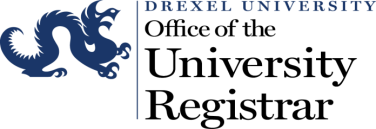 DREXEL UNIVERSITY
Office of the
University
Registrar